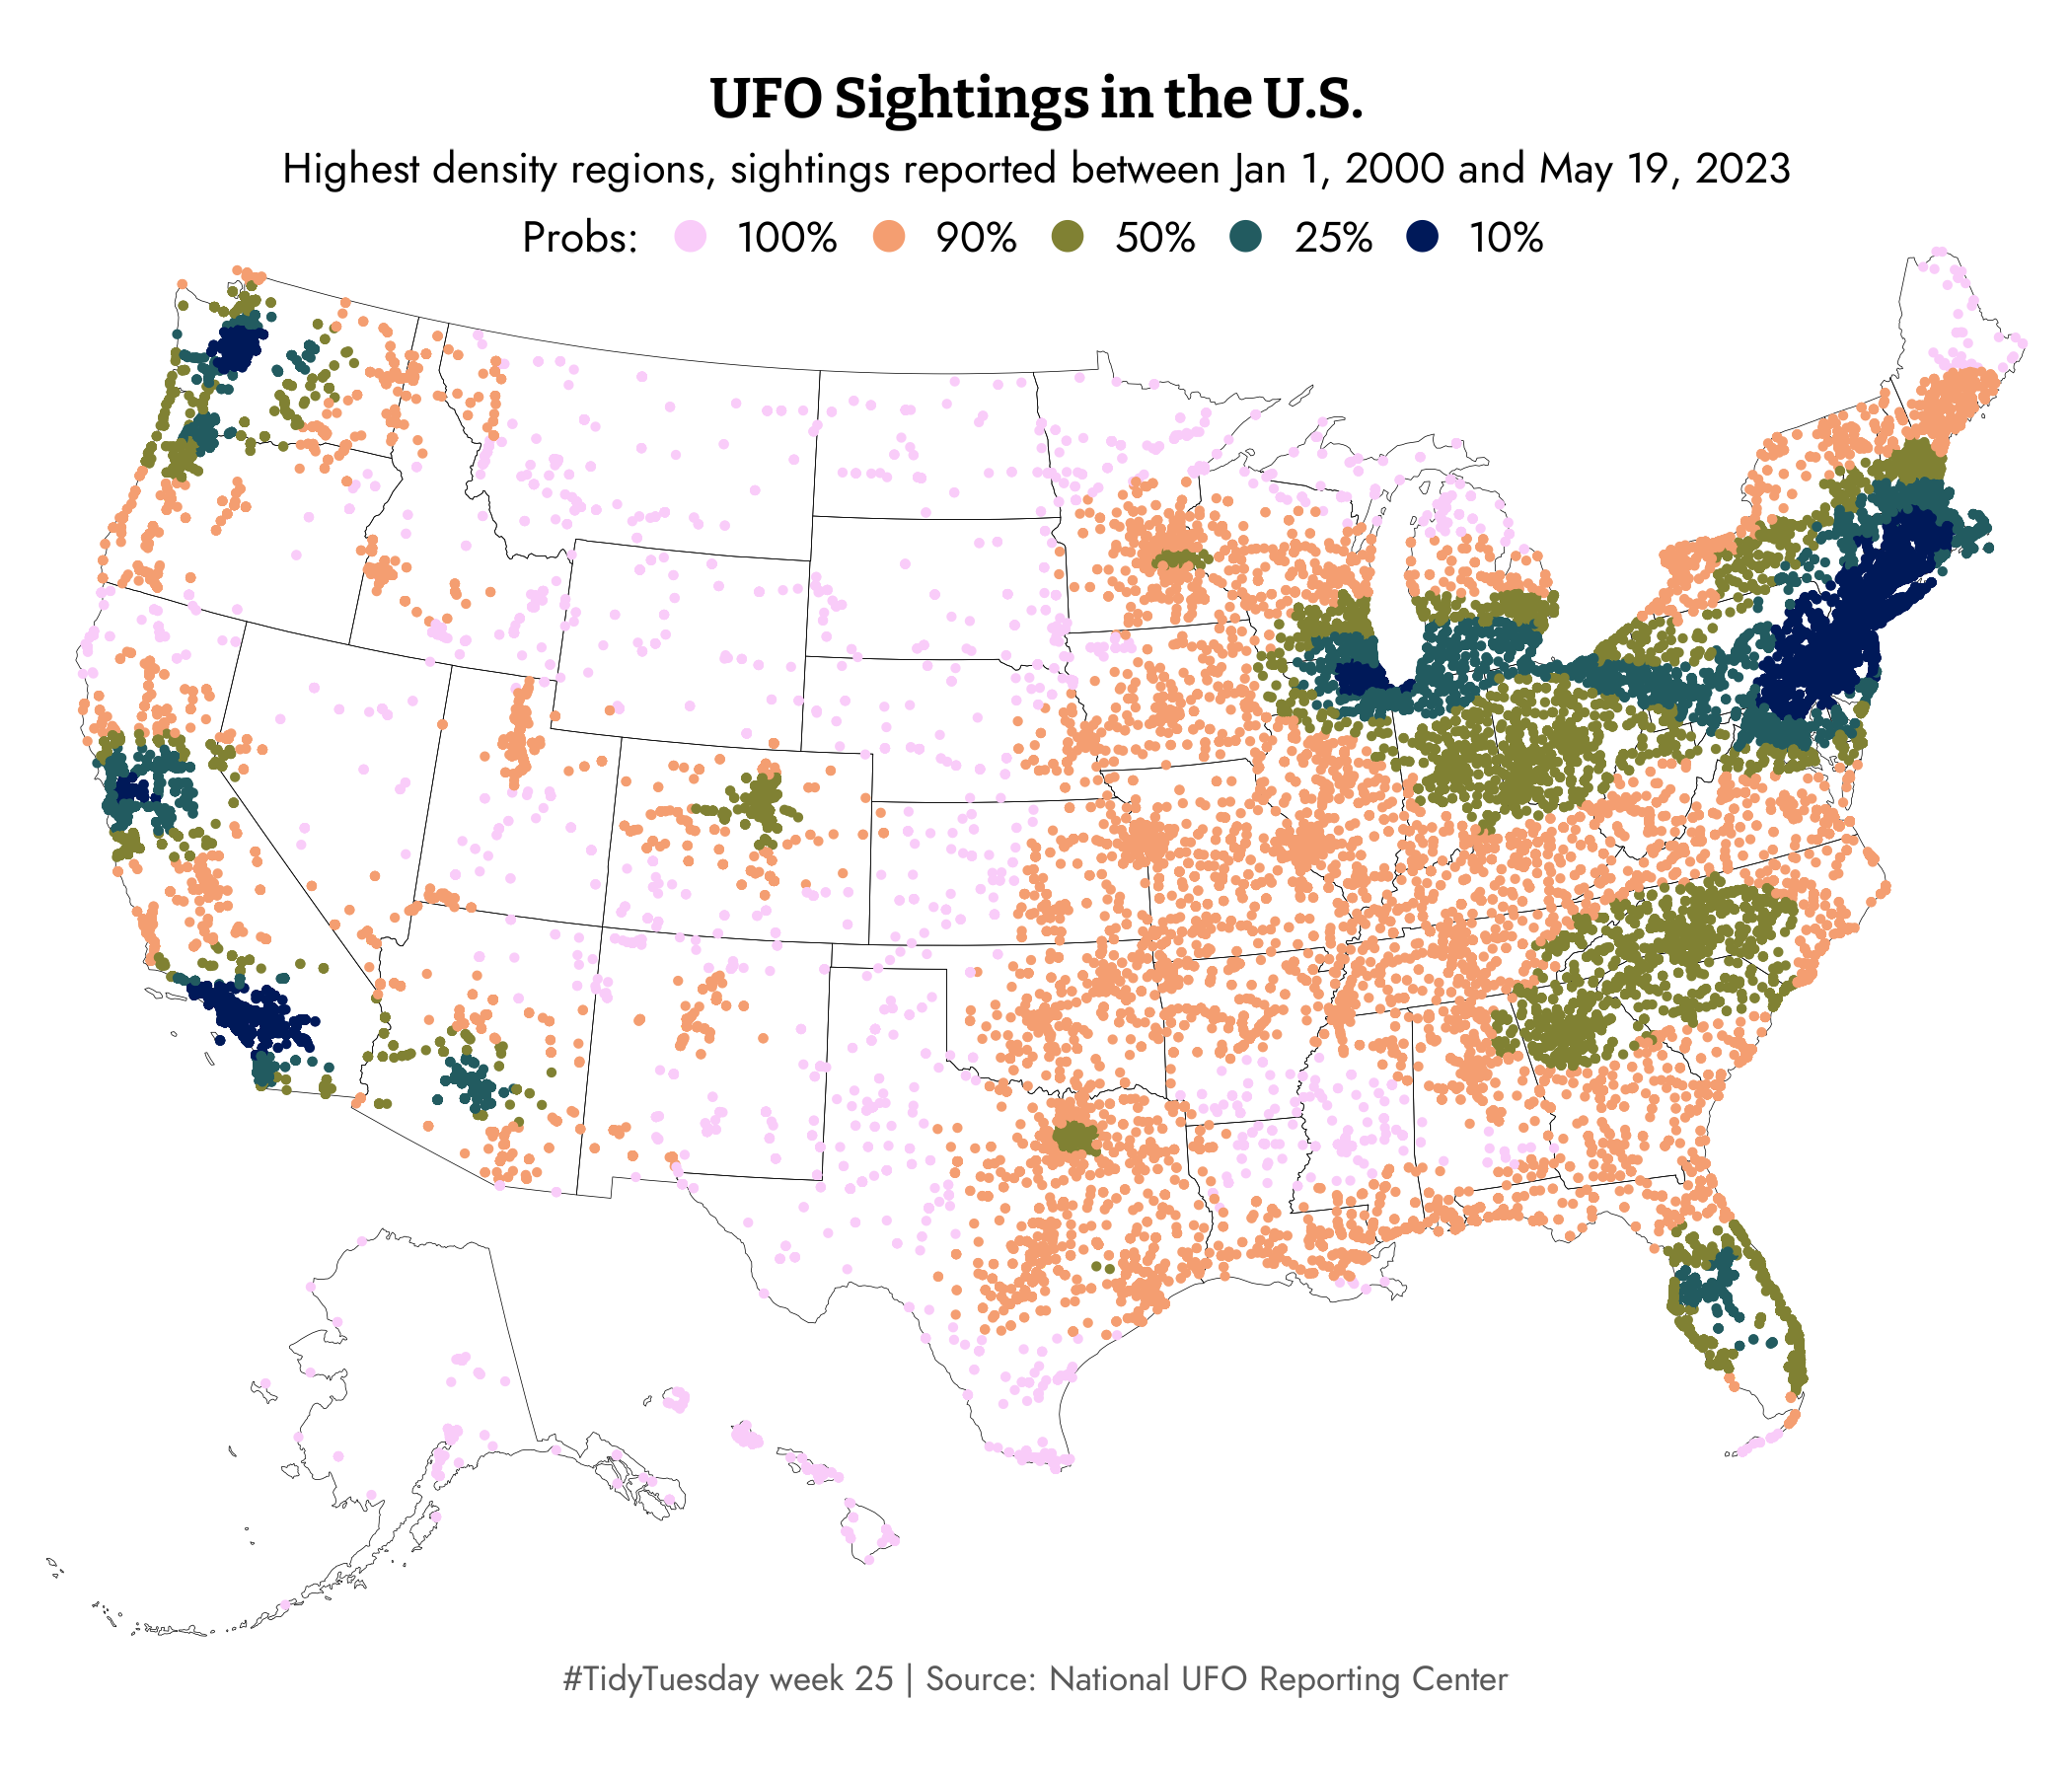 UFO Sightings in the U.S.
Highest density regions, sightings reported between Jan 1, 2000 and May 19, 2023
Probs: 100% 90% 50% 25% 10%
#TidyTuesday week 25 | Source: National UFO Reporting Center